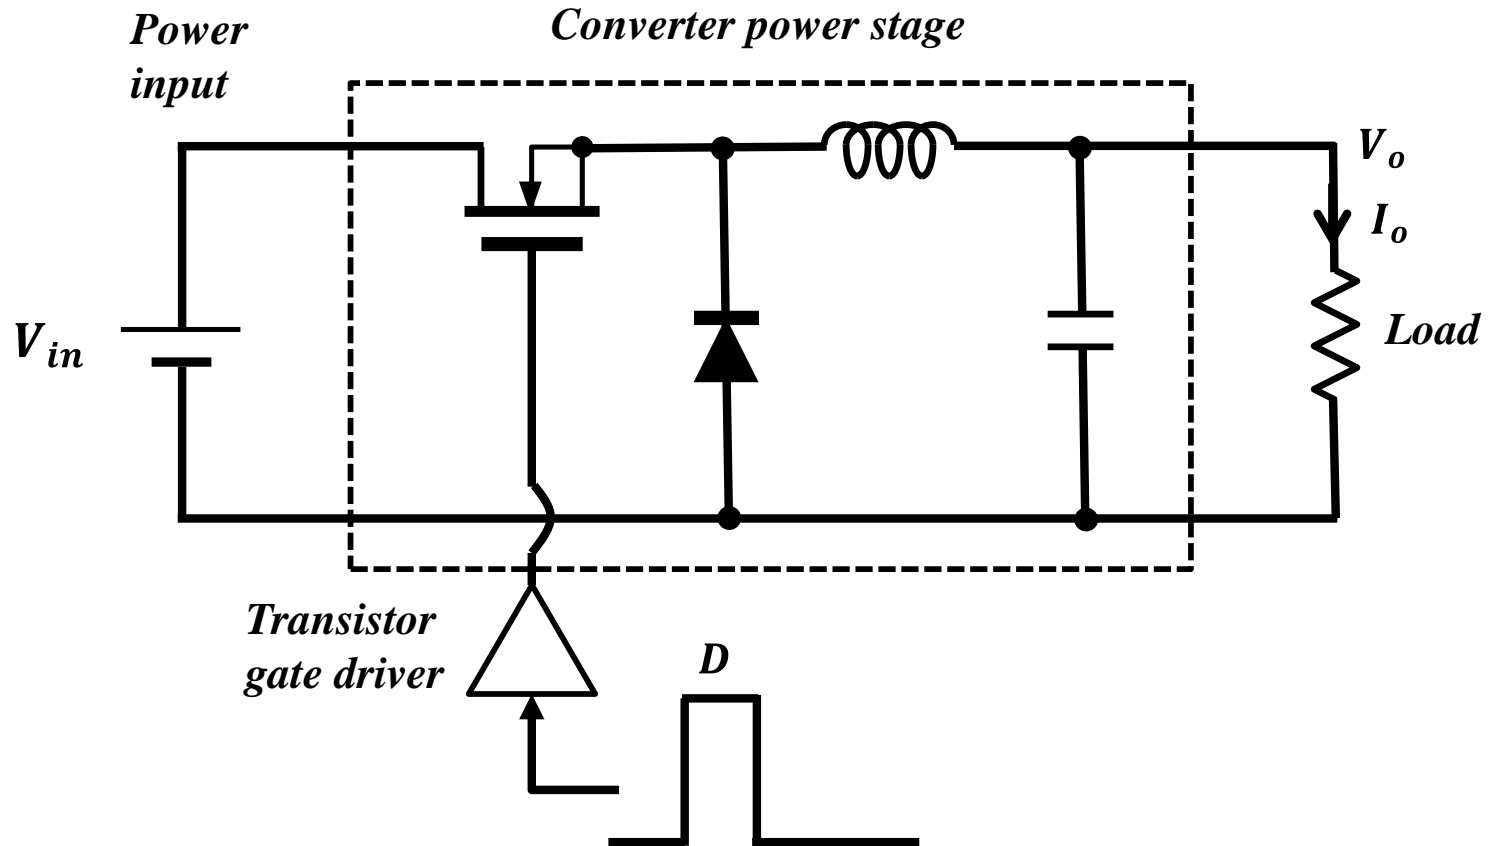 Power
input
Converter power stage
V_o
I_o
V_in
Load
Transistor
gate driver
D